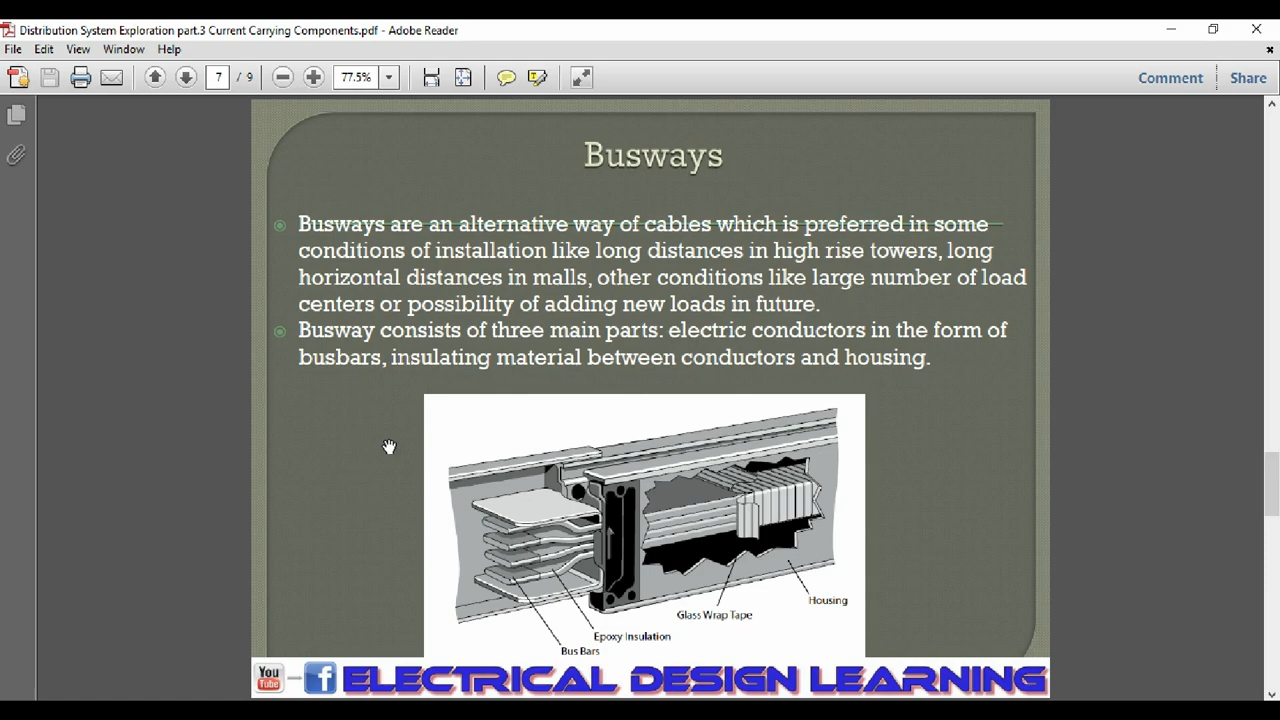 Distribution System Exploration part.3 Current Carrying Components.pdf - Adobe Reader
File Edit View Window Help
7 / 9 77.5% Comment Share
Busways
Busways are an alternative way of cables which is preferred in some
conditions of installation like long distances in high rise towers, long
horizontal distances in malls, other conditions like large number of load
centers or possibility of adding new loads in future.
Busway consists of three main parts: electric conductors in the form of
busbars, insulating material between conductors and housing.
Housing
Glass Wrap Tape
Epoxy Insulation
Bus Bars
You Tube f ELECTRICAL DESIGN LEARNING